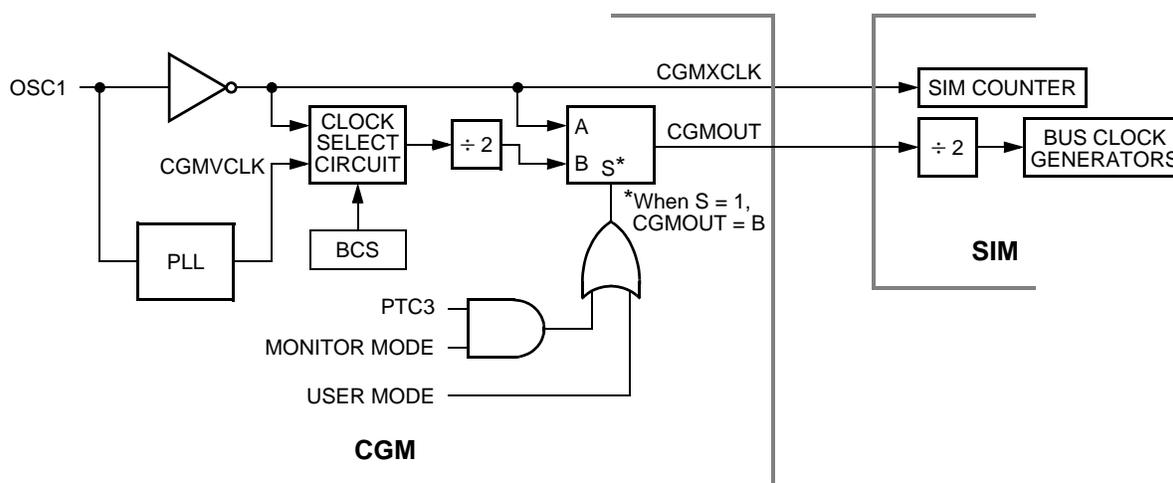 OSC1
CGMXCLK
SIM COUNTER
CLOCK
SELECT
CIRCUIT
÷ 2
A
B S*
CGMOUT
÷ 2
BUS CLOCK
GENERATORS
CGMVCLK
*When S = 1,
CGMOUT = B
PLL
BCS
SIM
PTC3
MONITOR MODE
USER MODE
CGM